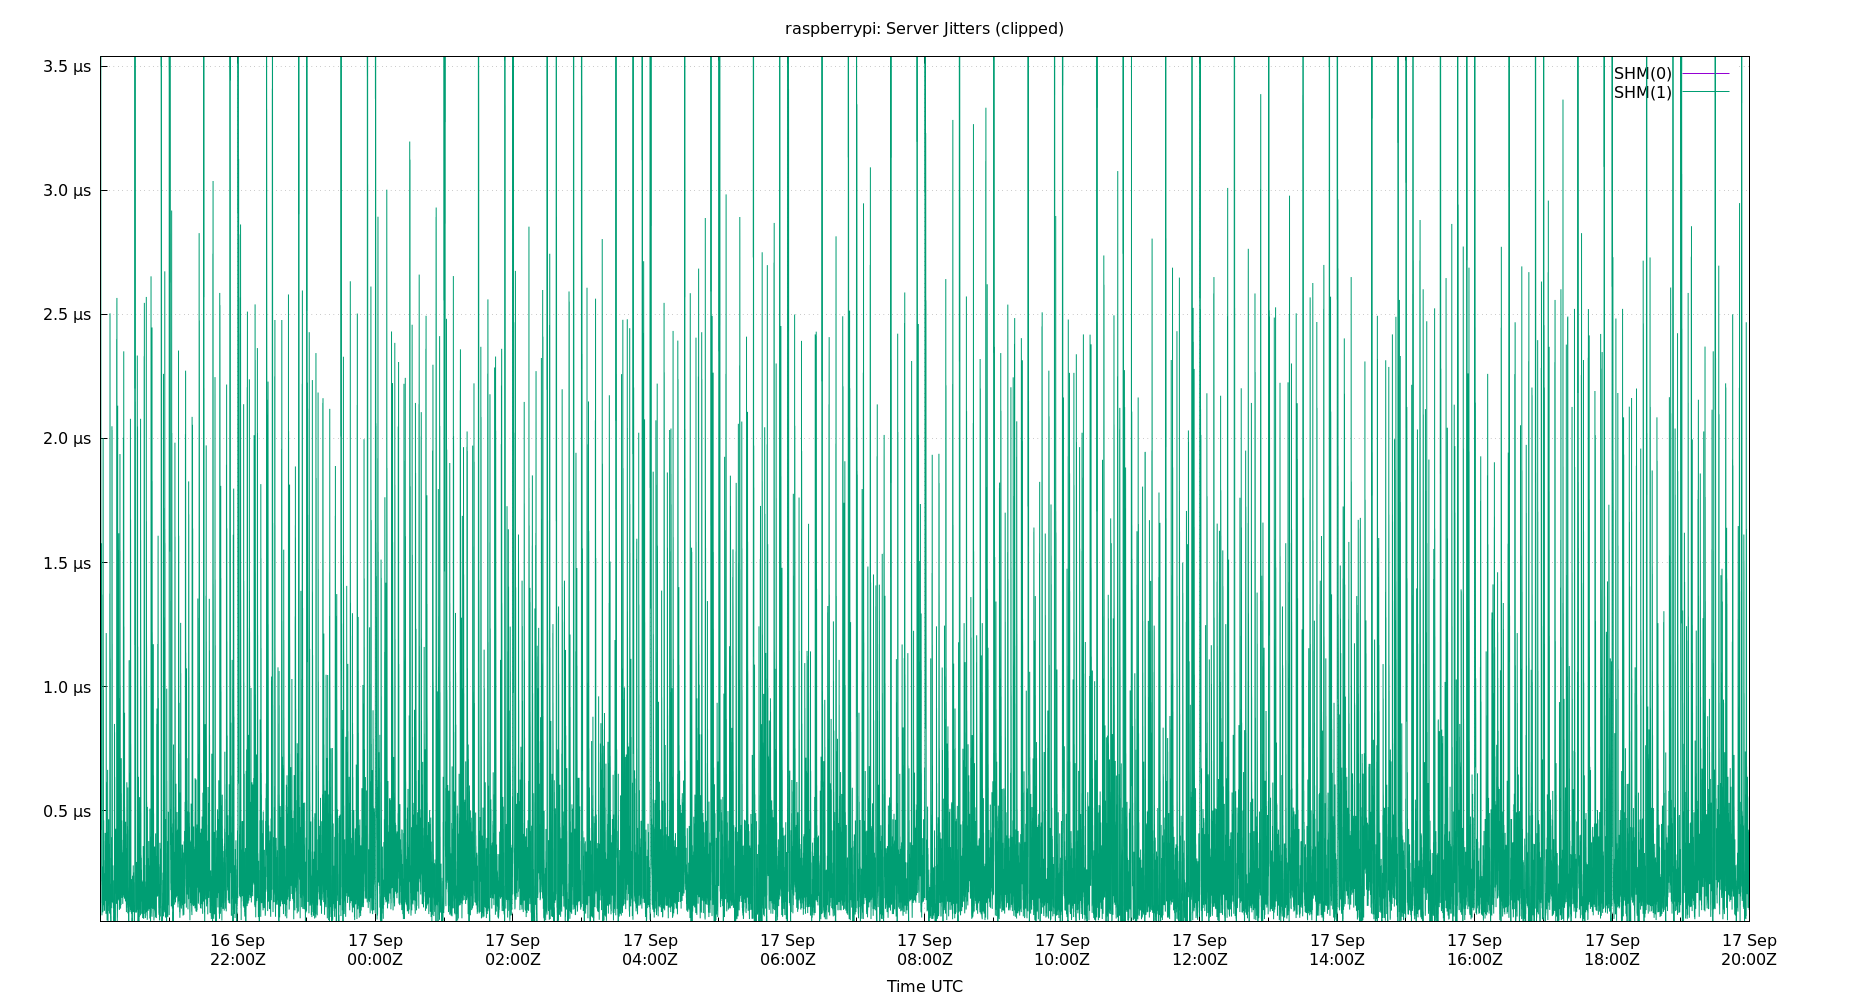 raspberrypi: Server Jitters (clipped)
3.5 µs
3.0 µs
2.5 µs
2.0 µs
1.5 µs
1.0 µs
0.5 µs
SHM(0)
SHM(1)
16 Sep 17 Sep 17 Sep 17 Sep 17 Sep 17 Sep 17 Sep 17 Sep 17 Sep 17 Sep 17 Sep 17 Sep
22:00Z 00:00Z 02:00Z 04:00Z 06:00Z 08:00Z 10:00Z 12:00Z 14:00Z 16:00Z 18:00Z 20:00Z
Time UTC